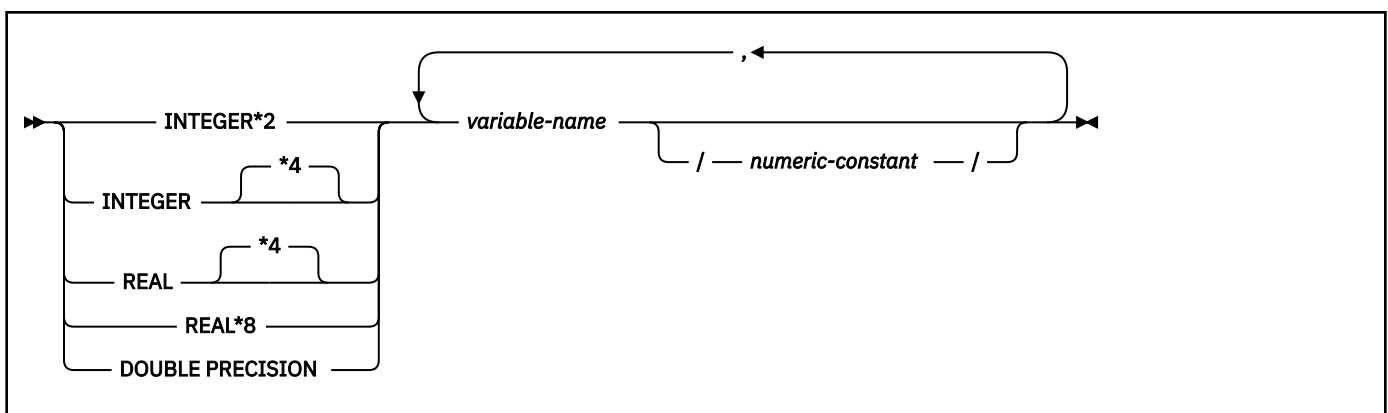 ,
INTEGER*2 variable-name
/ numeric-constant /
*4
INTEGER
*4
REAL
REAL*8
DOUBLE PRECISION